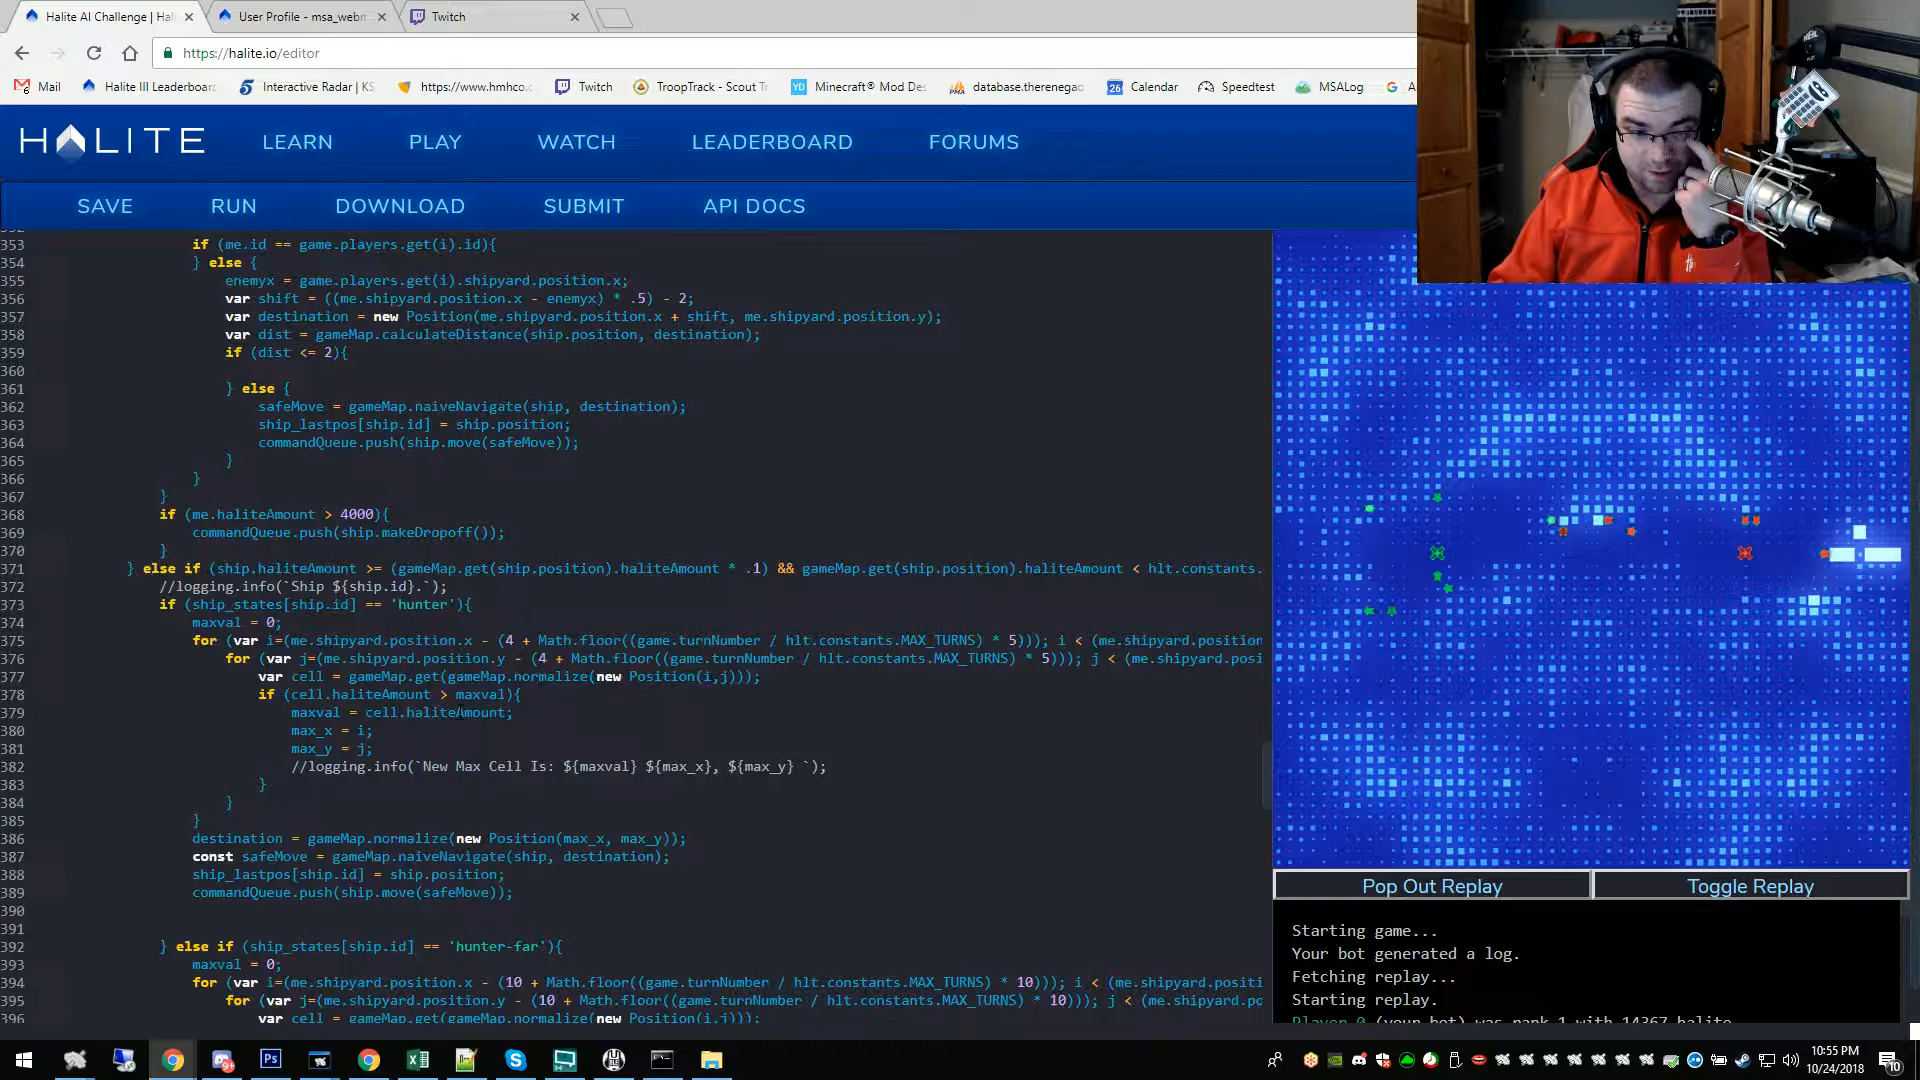 Halite AI Challenge | Hal
User Profile - msa_webm
Twitch
https://halite.io/editor
Mail
Halite III Leaderboar
Interactive Radar | KS
https://www.hmhco.c
Twitch
TroopTrack - Scout T
Minecraft® Mod Des
database.therenegad
Calendar
Speedtest
MSALog
HALITE
LEARN
PLAY
WATCH
LEADERBOARD
FORUMS
SAVE
RUN
DOWNLOAD
SUBMIT
API DOCS
353 if (me.id == game.players.get(i).id){
354 } else {
355 enemyx = game.players.get(i).shipyard.position.x;
356 var shift = ((me.shipyard.position.x - enemyx) * .5) - 2;
357 var destination = new Position(me.shipyard.position.x + shift, me.shipyard.position.y);
358 var dist = gameMap.calculateDistance(ship.position, destination);
359 if (dist <= 2){
360
361 } else {
362 safeMove = gameMap.naiveNavigate(ship, destination);
363 ship_lastpos[ship.id] = ship.position;
364 commandQueue.push(ship.move(safeMove));
365 }
366 }
367 }
368 if (me.haliteAmount > 4000){
369 commandQueue.push(ship.makeDropoff());
370 }
371 } else if (ship.haliteAmount >= (gameMap.get(ship.position).haliteAmount * .1) && gameMap.get(ship.position).haliteAmount < hlt.constants.
372 //logging.info(`Ship ${ship.id}.`);
373 if (ship_states[ship.id] == 'hunter'){
374 maxval = 0;
375 for (var i=(me.shipyard.position.x - (4 + Math.floor((game.turnNumber / hlt.constants.MAX_TURNS) * 5))); i < (me.shipyard.position
376 for (var j=(me.shipyard.position.y - (4 + Math.floor((game.turnNumber / hlt.constants.MAX_TURNS) * 5))); j < (me.shipyard.posi
377 var cell = gameMap.get(gameMap.normalize(new Position(i,j)));
378 if (cell.haliteAmount > maxval){
379 maxval = cell.haliteAmount;
380 max_x = i;
381 max_y = j;
382 //logging.info(`New Max Cell Is: ${maxval} ${max_x}, ${max_y} `);
383 }
384 }
385 }
386 destination = gameMap.normalize(new Position(max_x, max_y));
387 const safeMove = gameMap.naiveNavigate(ship, destination);
388 ship_lastpos[ship.id] = ship.position;
389 commandQueue.push(ship.move(safeMove));
390
391
392 } else if (ship_states[ship.id] == 'hunter-far'){
393 maxval = 0;
394 for (var i=(me.shipyard.position.x - (10 + Math.floor((game.turnNumber / hlt.constants.MAX_TURNS) * 10))); i < (me.shipyard.positi
395 for (var j=(me.shipyard.position.y - (10 + Math.floor((game.turnNumber / hlt.constants.MAX_TURNS) * 10))); j < (me.shipyard.po
396 var cell = gameMap.get(gameMap.normalize(new Position(i,j)));
Pop Out Replay
Toggle Replay
Starting game...
Your bot generated a log.
Fetching replay...
Starting replay.
Player 0 (your bot) was rank 1 with 14367 halite
10:55 PM
10/24/2018